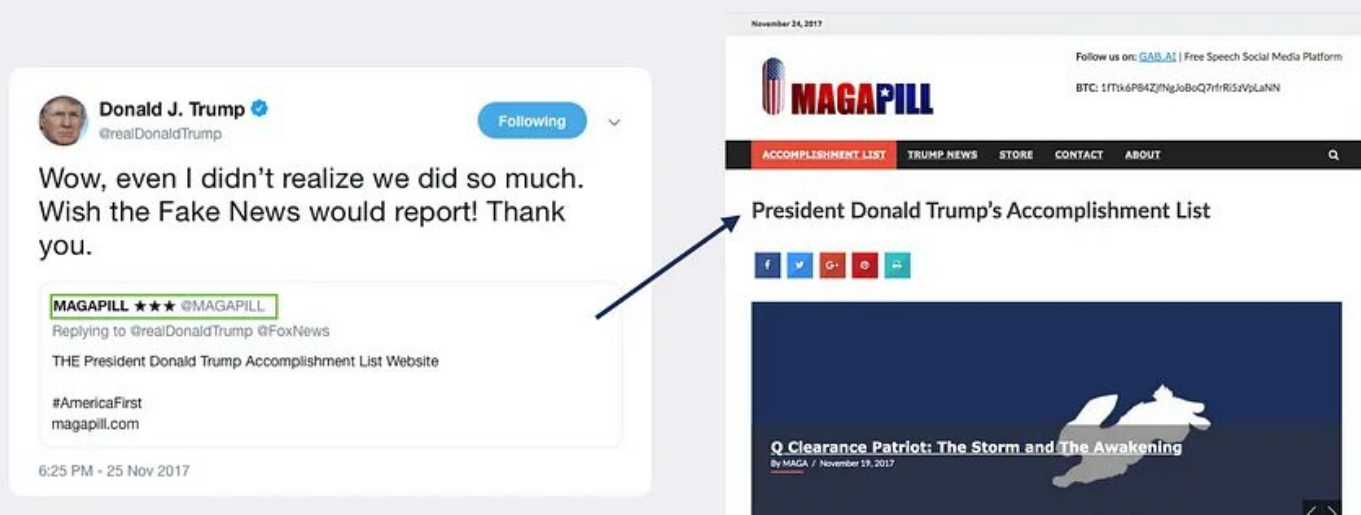 Donald J. Trump
@realDonaldTrump
Following
Wow, even I didn't realize we did so much.
Wish the Fake News would report! Thank
you.
MAGAPILL ★★★ @MAGAPILL
Replying to @realDonaldTrump @FoxNews
THE President Donald Trump Accomplishment List Website
#AmericaFirst
magapill.com
6:25 PM - 25 Nov 2017
November 24, 2017
MAGAPILL
Follow us on: GAB.AI | Free Speech Social Media Platform
BTC:
ACCOMPLISHMENT LIST TRUMP NEWS STORE CONTACT ABOUT
President Donald Trump's Accomplishment List
f G+
Q Clearance Patriot: The Storm and The Awakening
By MAGA / November 19, 2017